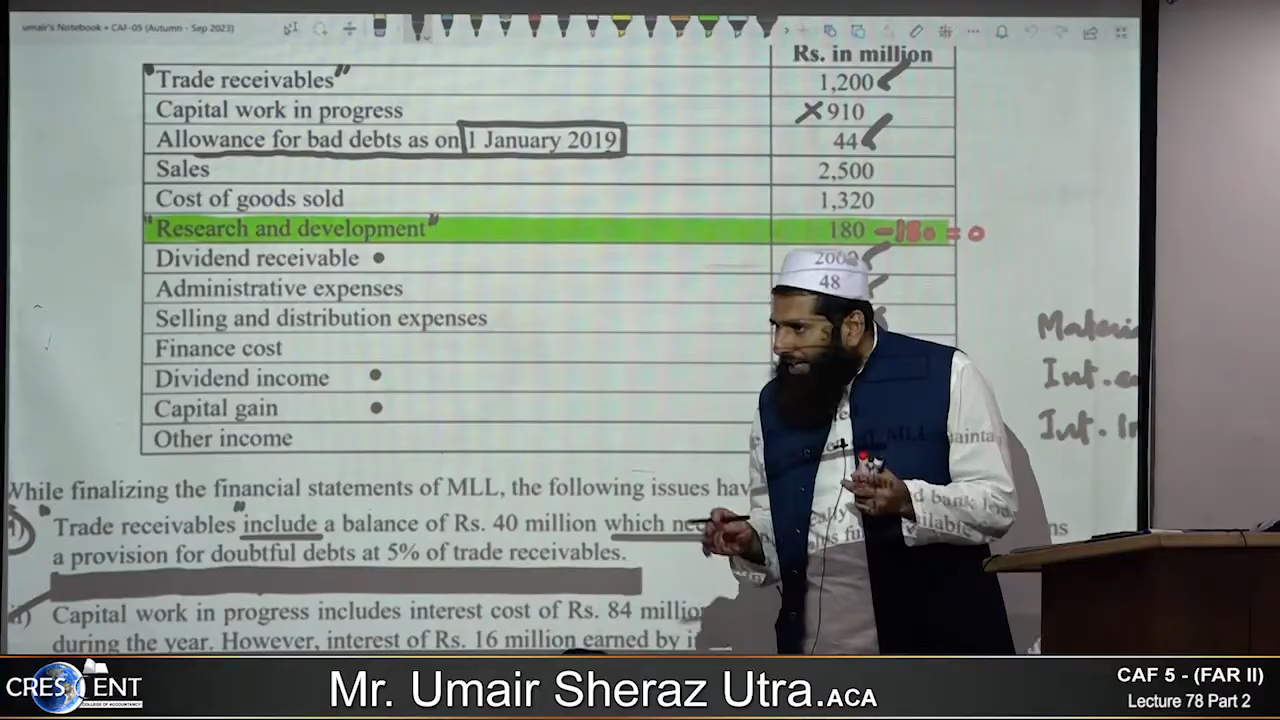 umair's Notebook • CAF-05 (Autumn - Sep 2023)
Rs. in million
"Trade receivables" 1,200
Capital work in progress 910
Allowance for bad debts as on 1 January 2019 44
Sales 2,500
Cost of goods sold 1,320
"Research and development" 180 -180 = 0
Dividend receivable
Administrative expenses 48
Selling and distribution expenses
Finance cost
Dividend income
Capital gain
Other income
Int.
Int.
While finalizing the financial statements of MLL, the following issues
"Trade receivables" include a balance of Rs. 40 million which
a provision for doubtful debts at 5% of trade receivables.
ii) Capital work in progress includes interest cost of Rs. 84
during the year. However, interest of Rs. 16 million earned by
CRESCENT
COLLEGE OF ACCOUNTANCY
Mr. Umair Sheraz Utra.ACA
CAF 5 - (FAR II)
Lecture 78 Part 2